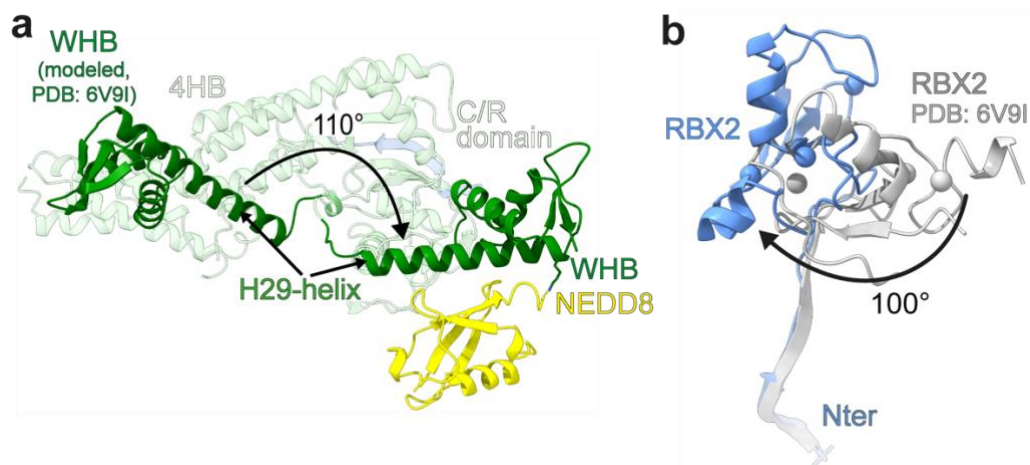 a
WHB
(modeled,
PDB: 6V9I)
4HB
110°
C/R
domain
H29-helix
WHB
NEDD8
b
RBX2
RBX2
PDB: 6V9I
100°
Nter